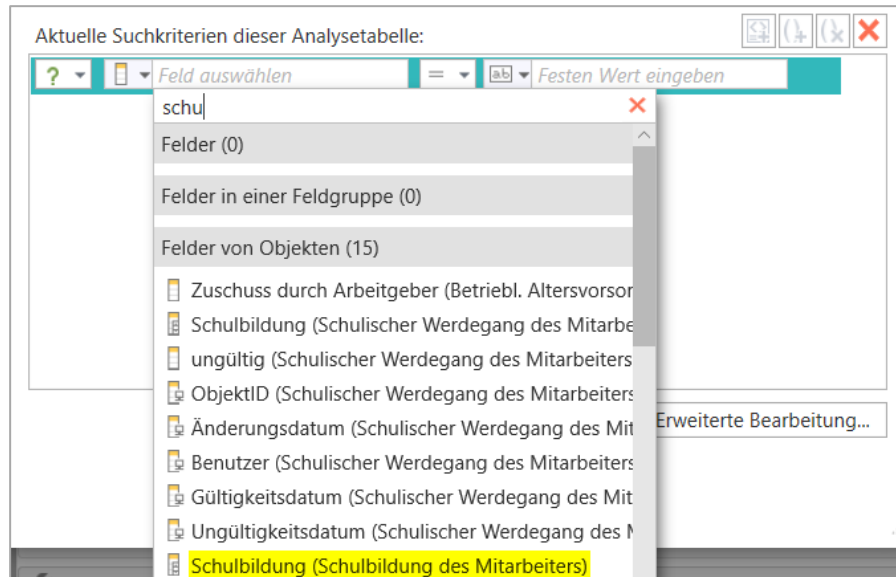 Aktuelle Suchkriterien dieser Analysetabelle:
? Feld auswählen = ab Festen Wert eingeben
schu
Felder (0)
Felder in einer Feldgruppe (0)
Felder von Objekten (15)
Zuschuss durch Arbeitgeber (Betriebl. Altersvorsor
Schulbildung (Schulischer Werdegang des Mitarbe
ungültig (Schulischer Werdegang des Mitarbeiters
ObjektID (Schulischer Werdegang des Mitarbeiters
Änderungsdatum (Schulischer Werdegang des Mit
Erweiterte Bearbeitung...
Benutzer (Schulischer Werdegang des Mitarbeiters
Gültigkeitsdatum (Schulischer Werdegang des Mit
Ungültigkeitsdatum (Schulischer Werdegang des M
Schulbildung (Schulbildung des Mitarbeiters)